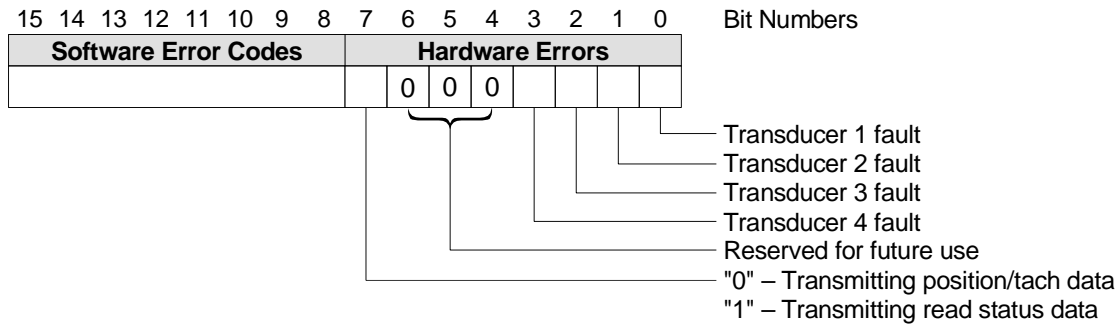 15 14 13 12 11 10 9 8 7 6 5 4 3 2 1 0 Bit Numbers
Software Error Codes Hardware Errors
0 0 0
Transducer 1 fault
Transducer 2 fault
Transducer 3 fault
Transducer 4 fault
Reserved for future use
"0" – Transmitting position/tach data
"1" – Transmitting read status data